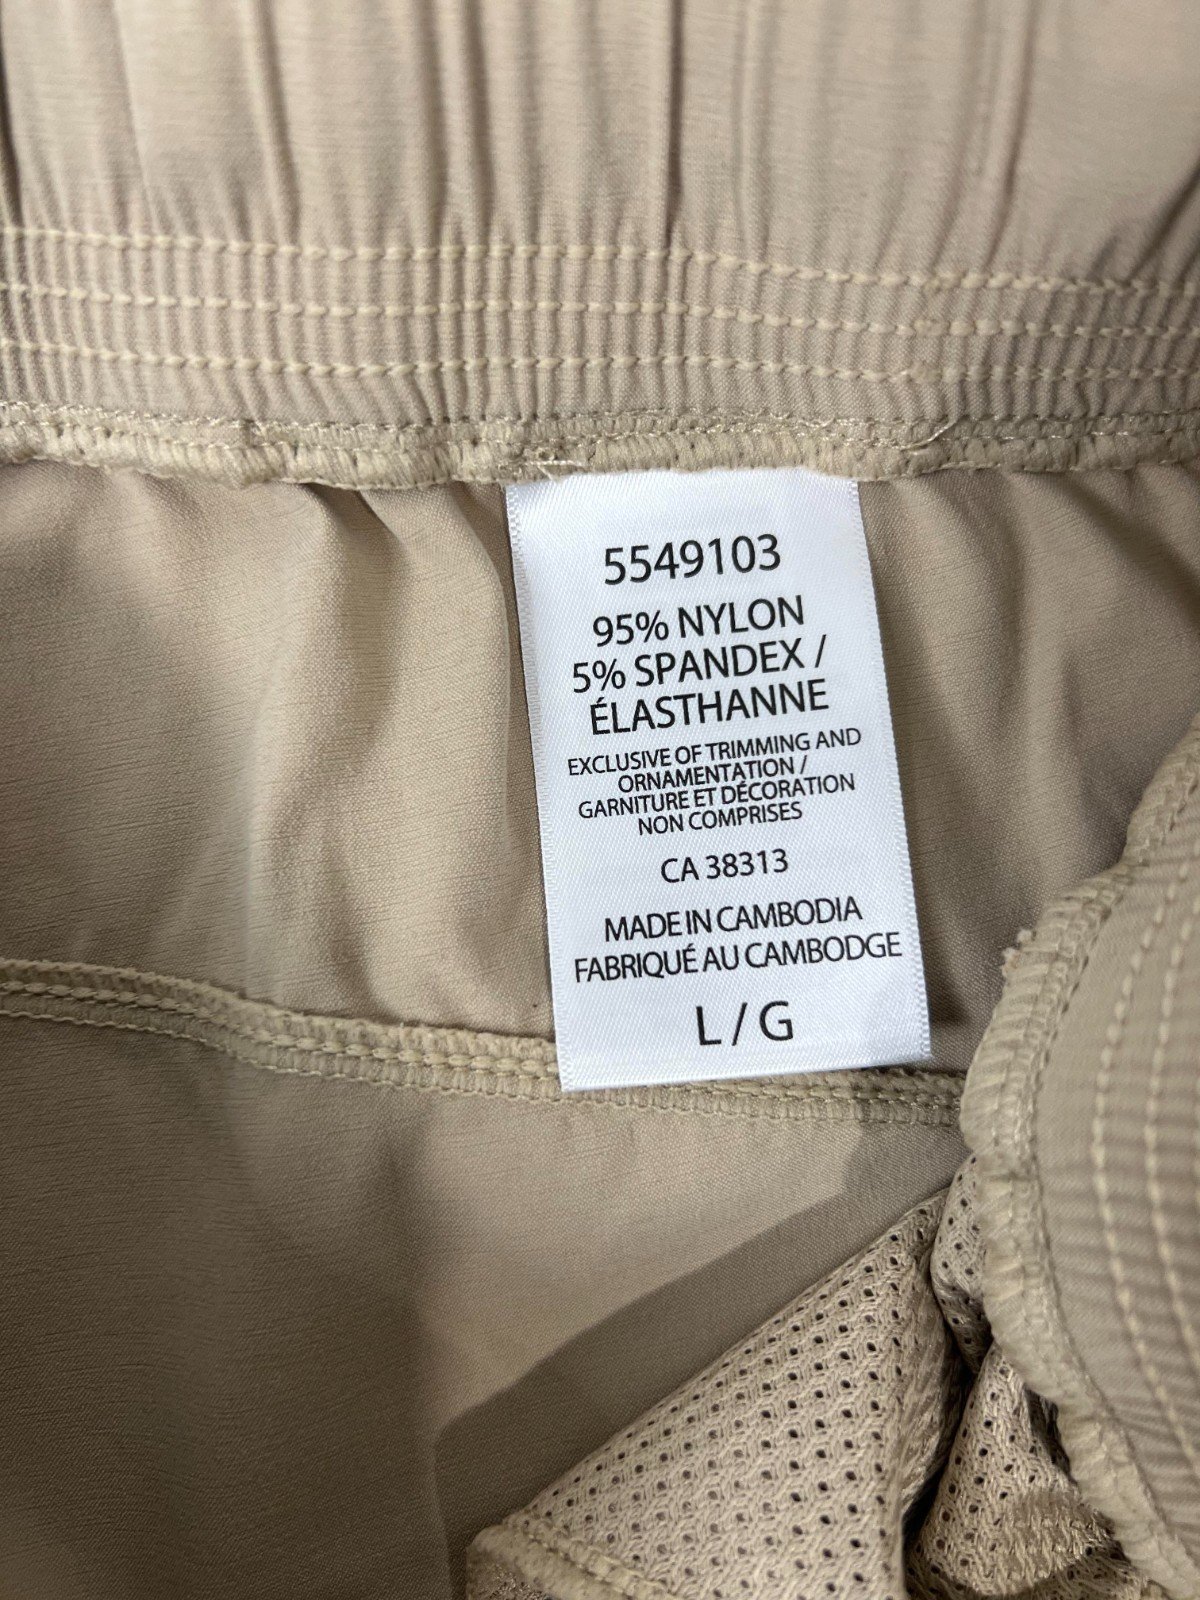 5549103
95% NYLON
5% SPANDEX /
ÉLASTHANNE
EXCLUSIVE OF TRIMMING AND
ORNAMENTATION /
GARNITURE ET DÉCORATION
NON COMPRISES
CA 38313
MADE IN CAMBODIA
FABRIQUÉ AU CAMBODGE
L / G